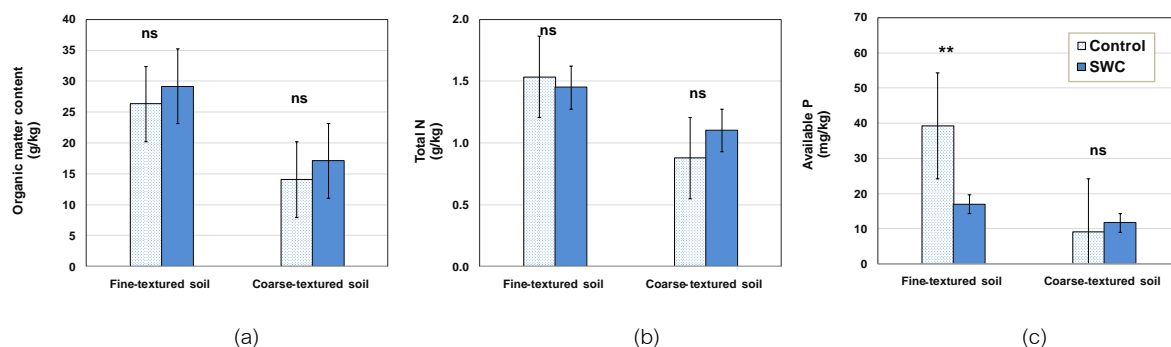 Organic matter content
(g/kg)
40
35
30
25
20
15
10
5
0
ns
ns
Fine-textured soil
Coarse-textured soil
(a)
Total N
(g/kg)
2.0
1.5
1.0
0.5
0.0
ns
ns
Fine-textured soil
Coarse-textured soil
(b)
Available P
(mg/kg)
70
60
50
40
30
20
10
0
**
ns
Control
SWC
Fine-textured soil
Coarse-textured soil
(c)